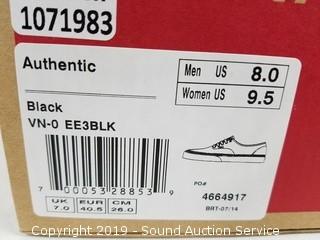 1071983
Authentic
Men US 8.0
Women US 9.5
Black
VN-0 EE3BLK
7 00053 28853 9
PO#
4664917
UK EUR CM
7.0 40.5 26.0
BRT-07/14
Copyright 2019 - Sound Auction Service